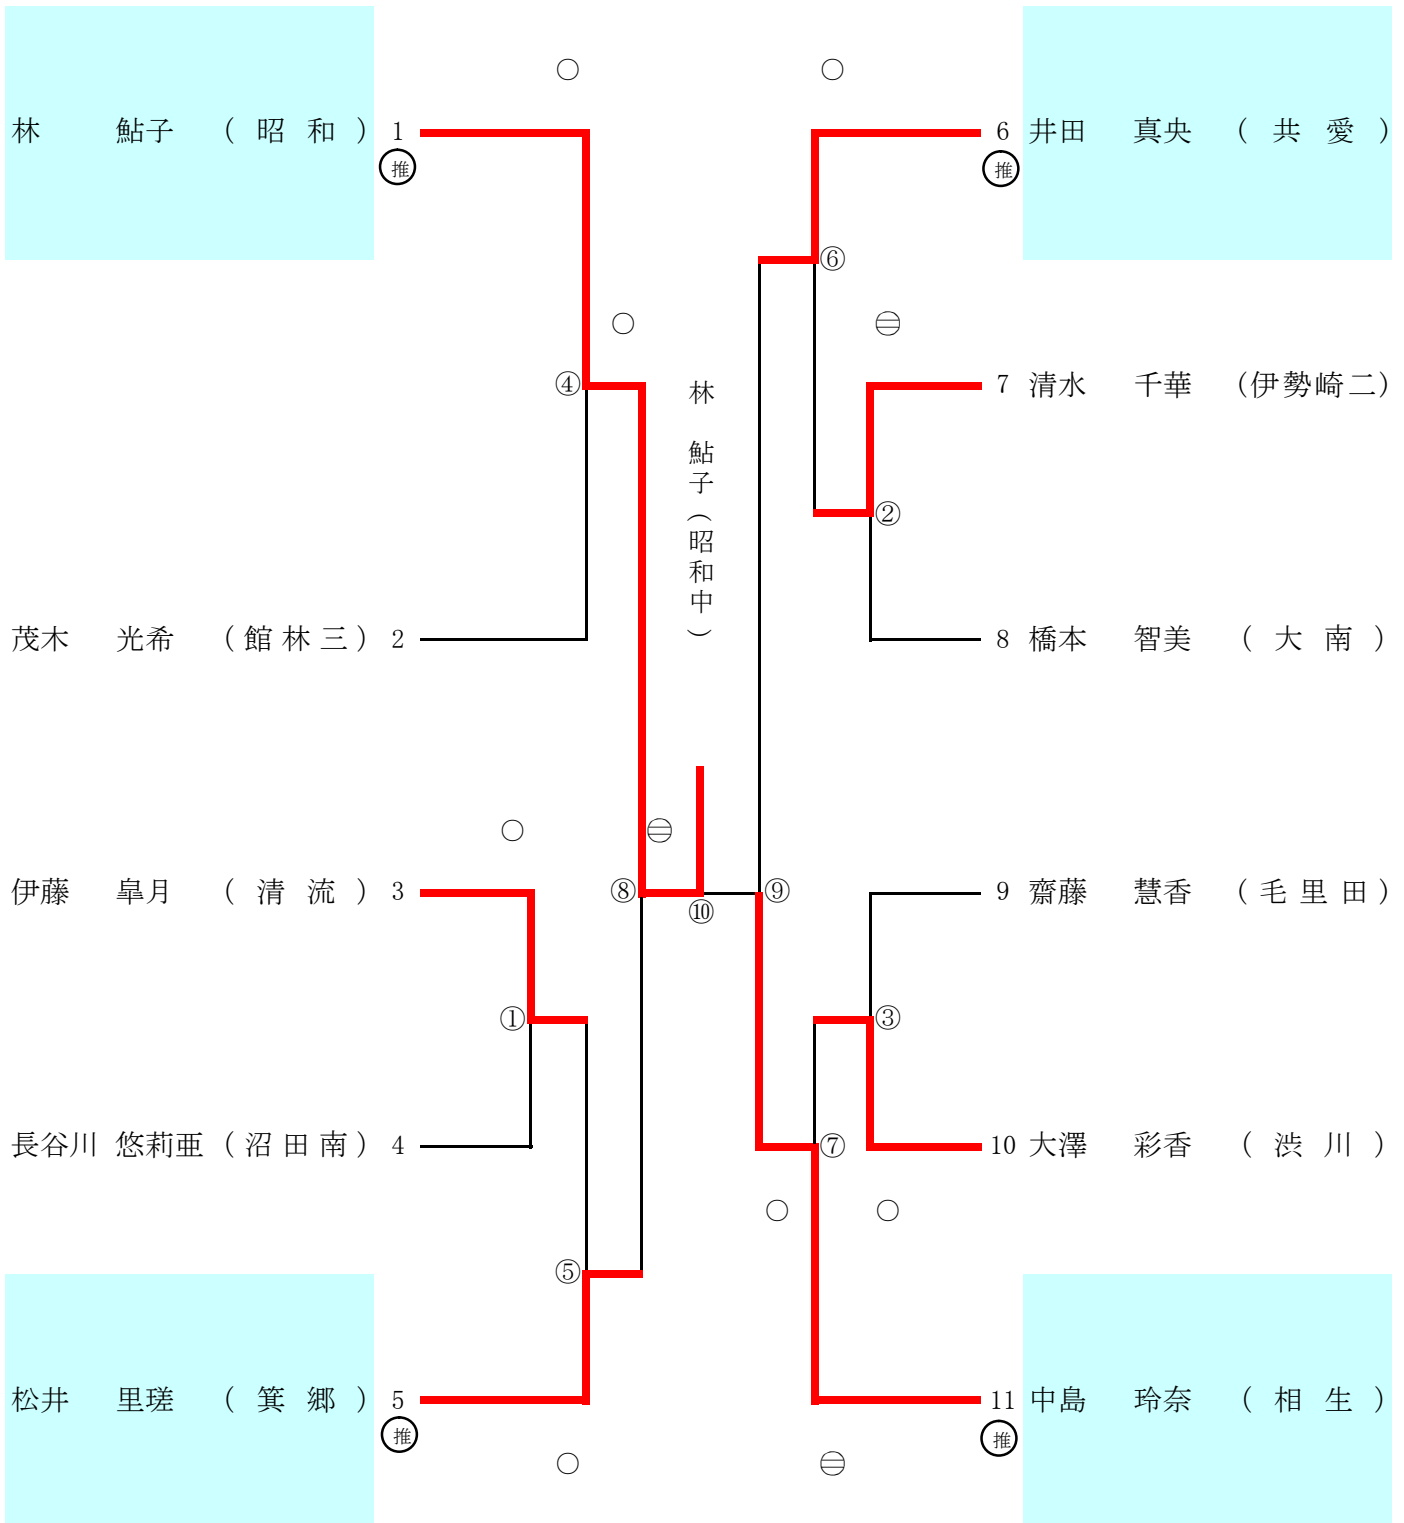 ○
林 鮎子 ( 昭 和 ) 1
推
④
○
茂木 光希 ( 館 林 三 ) 2
○
伊藤 皐月 ( 清 流 ) 3
①
長谷川 悠莉亜 ( 沼 田 南 ) 4
⑤
松井 里瑳 ( 箕 郷 ) 5
推
○
林 鮎子(昭和中)
⑧
㊂
⑩
⑨
○
6 井田 真央 ( 共 愛 )
推
⑥
㊂
7 清水 千華 (伊勢崎二)
②
8 橋本 智美 ( 大 南 )
9 齋藤 慧香 ( 毛 里 田 )
③
10 大澤 彩香 ( 渋 川 )
⑦
○
○
11 中島 玲奈 ( 相 生 )
推
㊂